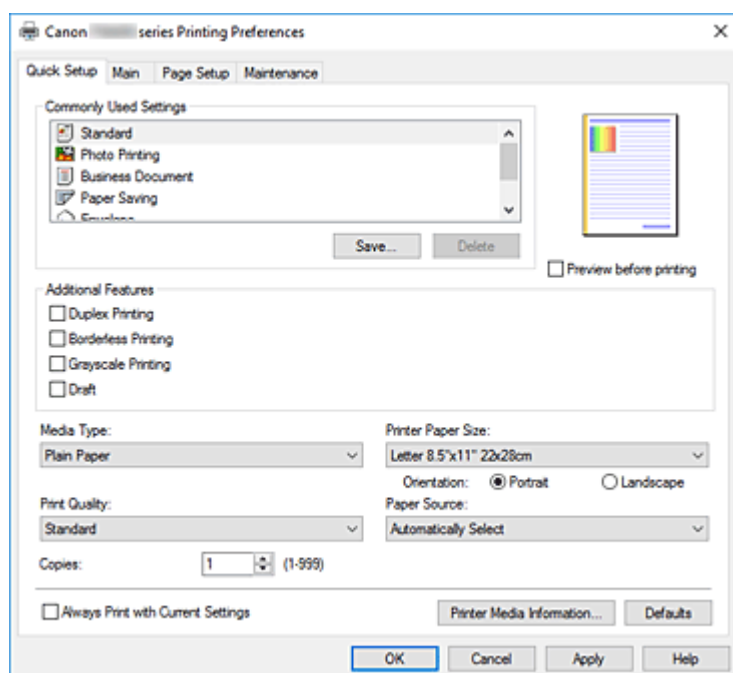 Canon series Printing Preferences
Quick Setup Main Page Setup Maintenance
Commonly Used Settings
Standard
Photo Printing
Business Document
Paper Saving
Envelope
Save... Delete
Preview before printing
Additional Features
Duplex Printing
Borderless Printing
Grayscale Printing
Draft
Media Type: Printer Paper Size:
Plain Paper Letter 8.5"x11" 22x28cm
Orientation: Portrait Landscape
Print Quality: Paper Source:
Standard Automatically Select
Copies: 1 (1-999)
Always Print with Current Settings Printer Media Information... Defaults
OK Cancel Apply Help